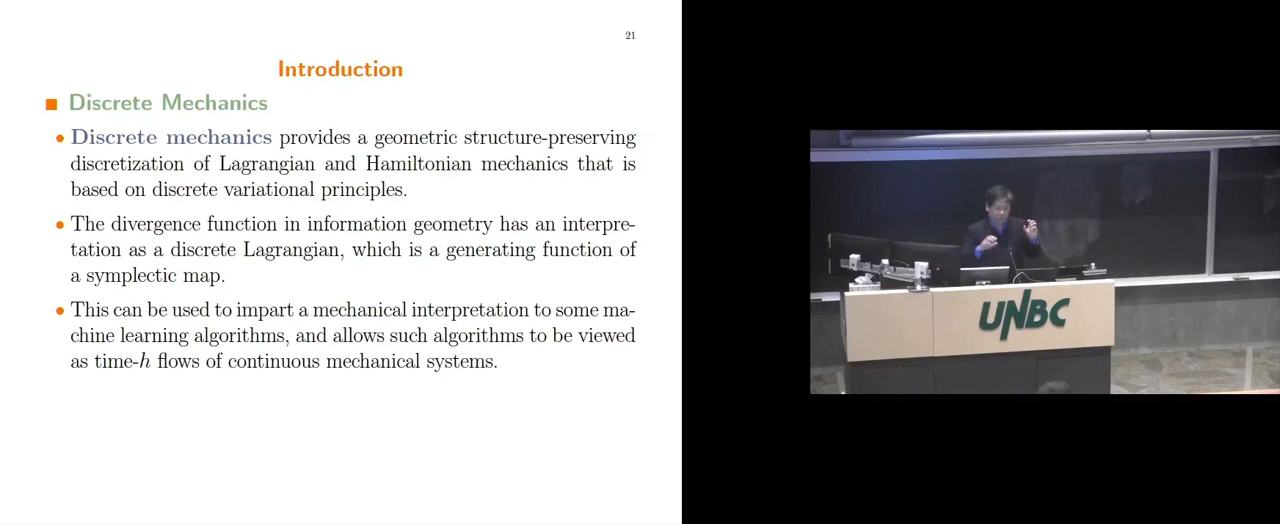 21
Introduction
Discrete Mechanics
• Discrete mechanics provides a geometric structure-preserving
discretization of Lagrangian and Hamiltonian mechanics that is
based on discrete variational principles.
• The divergence function in information geometry has an interpre-
tation as a discrete Lagrangian, which is a generating function of
a symplectic map.
• This can be used to impart a mechanical interpretation to some ma-
chine learning algorithms, and allows such algorithms to be viewed
as time-h flows of continuous mechanical systems.
UNBC